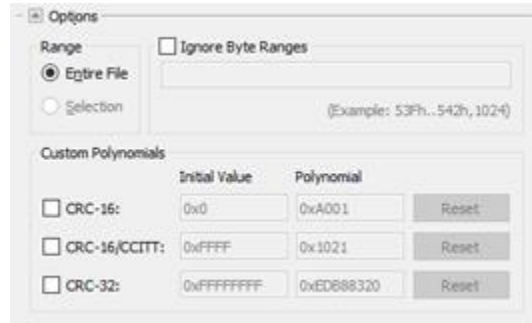 Options
Range
Ignore Byte Ranges
Entire File
Selection
(Example: 53Fh..542h,1024)
Custom Polynomials
Initial Value Polynomial
CRC-16: 0x0 0xA001 Reset
CRC-16/CCITT: 0xFFFF 0x1021 Reset
CRC-32: 0xFFFFFFFF 0xEDB88320 Reset